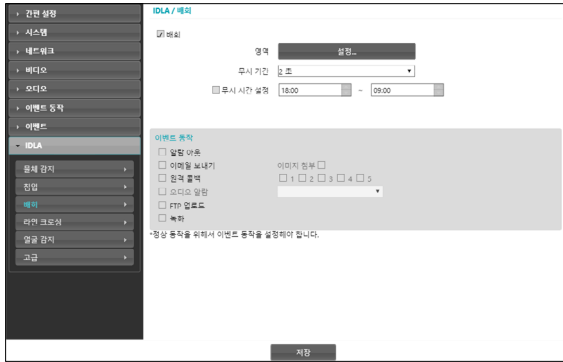 간편 설정
시스템
네트워크
비디오
오디오
이벤트 동작
이벤트
IDLA
물체 감지
침입
배회
라인 크로싱
얼굴 감지
고급
IDLA / 배회
배회
영역 설정...
무시 기간 2 초
무시 시간 설정 18:00 ~ 09:00
이벤트 동작
알람 아웃
이메일 보내기 이미지 첨부
원격 콜백 1 2 3 4 5
오디오 알람
FTP 업로드
녹화
*정상 동작을 위해서 이벤트 동작을 설정해야 합니다.
저장